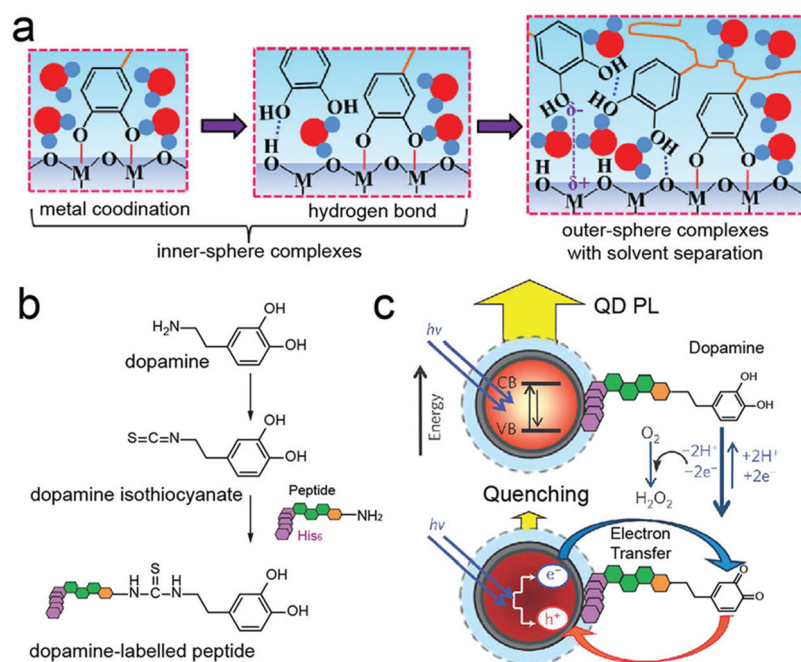 a
O O
O M O M O
metal coodination
HO OH
H
O O O
M O M O M
hydrogen bond
inner-sphere complexes
OH
HO δ-
HO OH
OH
H H O O
O M O M O M O M
δ+
outer-sphere complexes
with solvent separation
b
H₂N OH
OH
dopamine
S=C=N OH
OH
dopamine isothiocyanate
Peptide
NH₂
His₆
S
H H
N N OH
OH
dopamine-labelled peptide
c
QD PL
hν
Energy
CB
VB
Dopamine
OH
OH
O₂
−2H⁺
−2e⁻
+2H⁺
+2e⁻
H₂O₂
Quenching
hν
Electron
Transfer
e⁻
h⁺
O
O